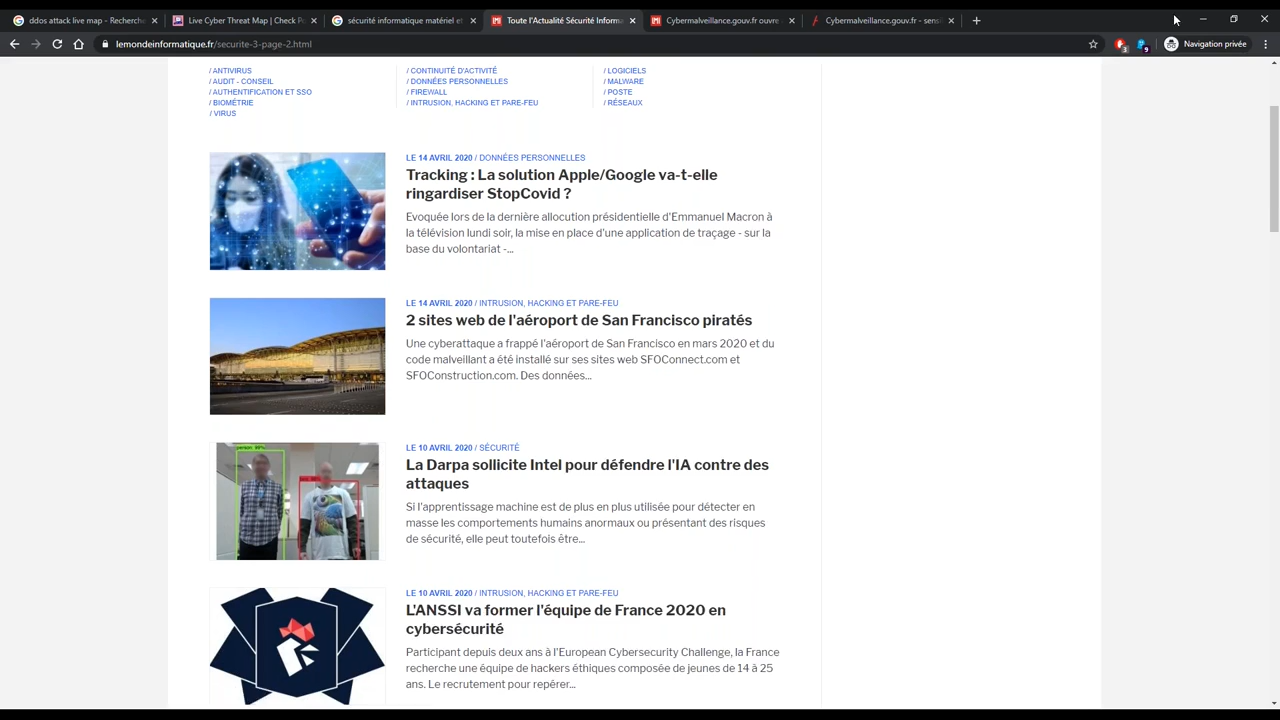 ddos attack live map - Recherche
Live Cyber Threat Map | Check P
sécurité informatique matériel et
Toute l'Actualité Sécurité Inform
Cybermalveillance.gouv.fr ouvre
Cybermalveillance.gouv.fr - sensi
lemondeinformatique.fr/securite-3-page-2.html
3
9
Navigation privée
/ ANTIVIRUS
/ AUDIT - CONSEIL
/ AUTHENTIFICATION ET SSO
/ BIOMÉTRIE
/ VIRUS
/ CONTINUITÉ D'ACTIVITÉ
/ DONNÉES PERSONNELLES
/ FIREWALL
/ INTRUSION, HACKING ET PARE-FEU
/ LOGICIELS
/ MALWARE
/ POSTE
/ RÉSEAUX
LE 14 AVRIL 2020 / DONNÉES PERSONNELLES
Tracking : La solution Apple/Google va-t-elle
ringardiser StopCovid ?
Evoquée lors de la dernière allocution présidentielle d'Emmanuel Macron à
la télévision lundi soir, la mise en place d'une application de traçage - sur la
base du volontariat -...
LE 14 AVRIL 2020 / INTRUSION, HACKING ET PARE-FEU
2 sites web de l'aéroport de San Francisco piratés
Une cyberattaque a frappé l'aéroport de San Francisco en mars 2020 et du
code malveillant a été installé sur ses sites web SFOConnect.com et
SFOConstruction.com. Des données...
LE 10 AVRIL 2020 / SÉCURITÉ
La Darpa sollicite Intel pour défendre l'IA contre des
attaques
Si l'apprentissage machine est de plus en plus utilisée pour détecter en
masse les comportements humains anormaux ou présentant des risques
de sécurité, elle peut toutefois être...
LE 10 AVRIL 2020 / INTRUSION, HACKING ET PARE-FEU
L'ANSSI va former l'équipe de France 2020 en
cybersécurité
Participant depuis deux ans à l'European Cybersecurity Challenge, la France
recherche une équipe de hackers éthiques composée de jeunes de 14 à 25
ans. Le recrutement pour repérer...